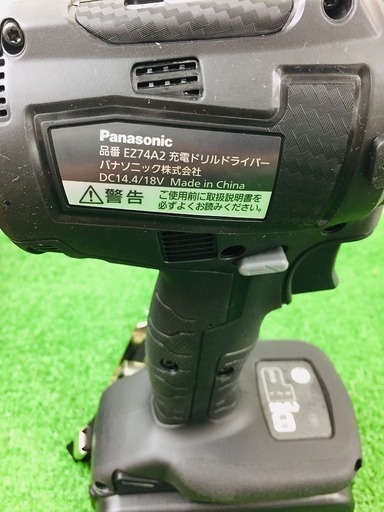 Panasonic
品番 EZ74A2 充電ドリルドライバー
パナソニック株式会社
DC14.4/18V Made in China
警告
ご使用前に取扱説明書を
必ずよくお読みください。